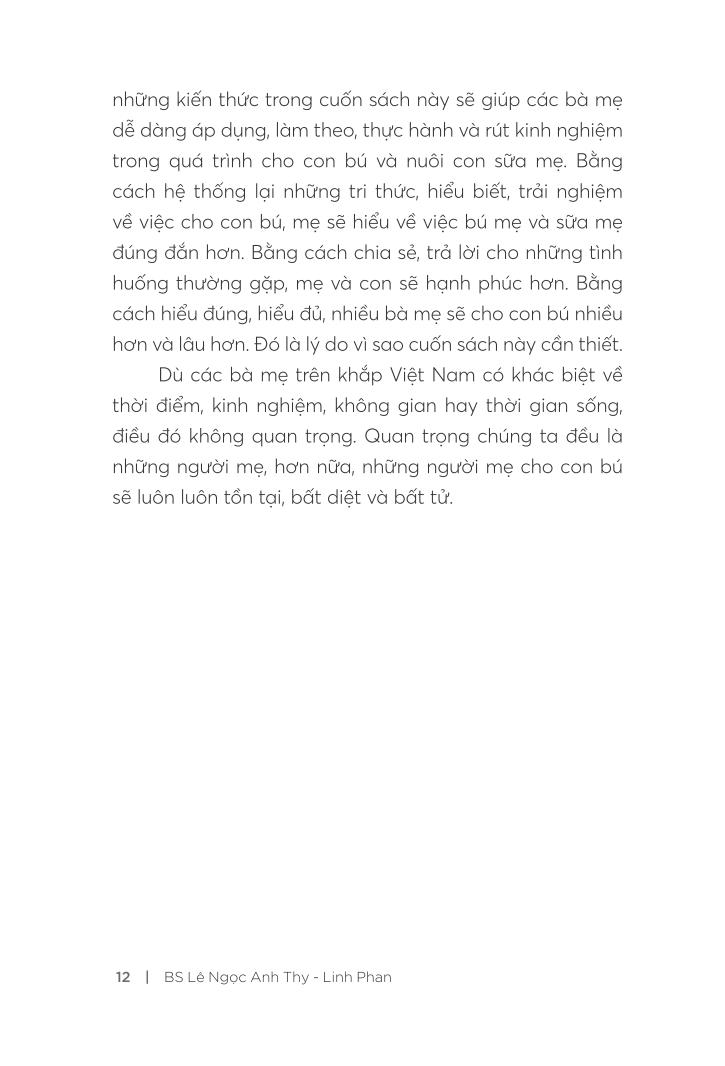 những kiến thức trong cuốn sách này sẽ giúp các bà mẹ
dễ dàng áp dụng, làm theo, thực hành và rút kinh nghiệm
trong quá trình cho con bú và nuôi con sữa mẹ. Bằng
cách hệ thống lại những tri thức, hiểu biết, trải nghiệm
về việc cho con bú, mẹ sẽ hiểu về việc bú mẹ và sữa mẹ
đúng đắn hơn. Bằng cách chia sẻ, trả lời cho những tình
huống thường gặp, mẹ và con sẽ hạnh phúc hơn. Bằng
cách hiểu đúng, hiểu đủ, nhiều bà mẹ sẽ cho con bú nhiều
hơn và lâu hơn. Đó là lý do vì sao cuốn sách này cần thiết.
Dù các bà mẹ trên khắp Việt Nam có khác biệt về
thời điểm, kinh nghiệm, không gian hay thời gian sống,
điều đó không quan trọng. Quan trọng chúng ta đều là
những người mẹ, hơn nữa, những người mẹ cho con bú
sẽ luôn luôn tồn tại, bất diệt và bất tử.
12 | BS Lê Ngọc Anh Thy - Linh Phan